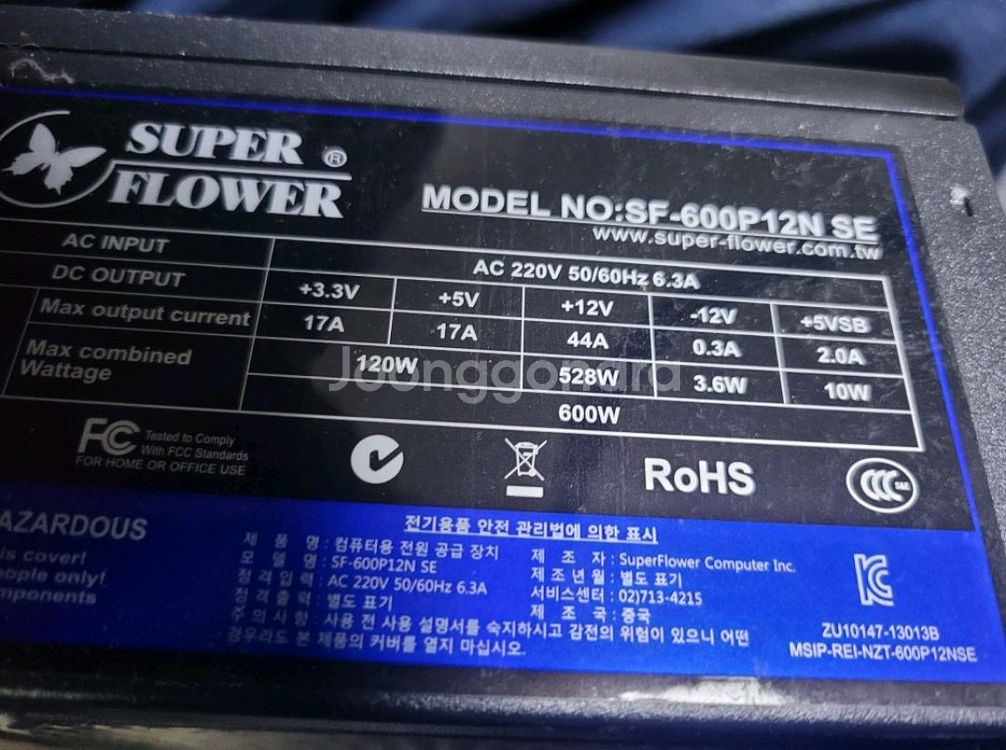 SUPER ®
FLOWER
MODEL NO:SF-600P12N SE
www.super-flower.com.tw
AC INPUT AC 220V 50/60Hz 6.3A
DC OUTPUT +3.3V +5V +12V -12V +5VSB
Max output current 17A 17A 44A 0.3A 2.0A
Max combined Wattage 120W 528W 3.6W 10W
600W
Joonggonara
FC Tested to Comply
With FCC Standards
FOR HOME OR OFFICE USE
RoHS
CCC S&E
AZARDOUS
is cover!
eople only!
mponents
전기용품 안전 관리법에 의한 표시
제 품 명 : 컴퓨터용 전원 공급 장치
모 델 명 : SF-600P12N SE
정격입력 : AC 220V 50/60Hz 6.3A
정격출력 : 별도 표기
주의사항 사용 전 사용 설명서를 숙지하시고 감전의 위험이 있으니 어떤
경우라도 본 제품의 커버를 열지 마십시오.
제 조 자 : SuperFlower Computer Inc.
제조년월 : 별도 표기
서비스센터 : 02)713-4215
제 조 국 : 중국
ZU10147-13013B
MSIP-REI-NZT-600P12NSE